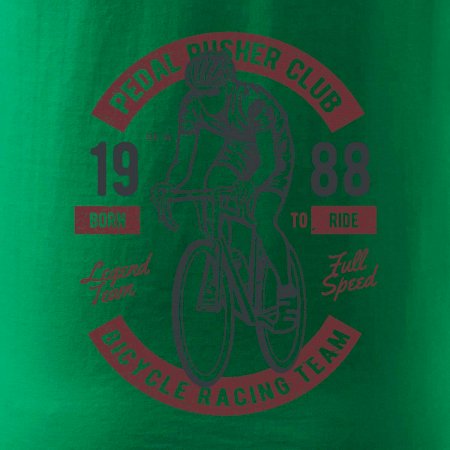 PEDAL PUSHER CLUB
19 88
BORN TO RIDE
Legend Team
Full Speed
BICYCLE RACING TEAM